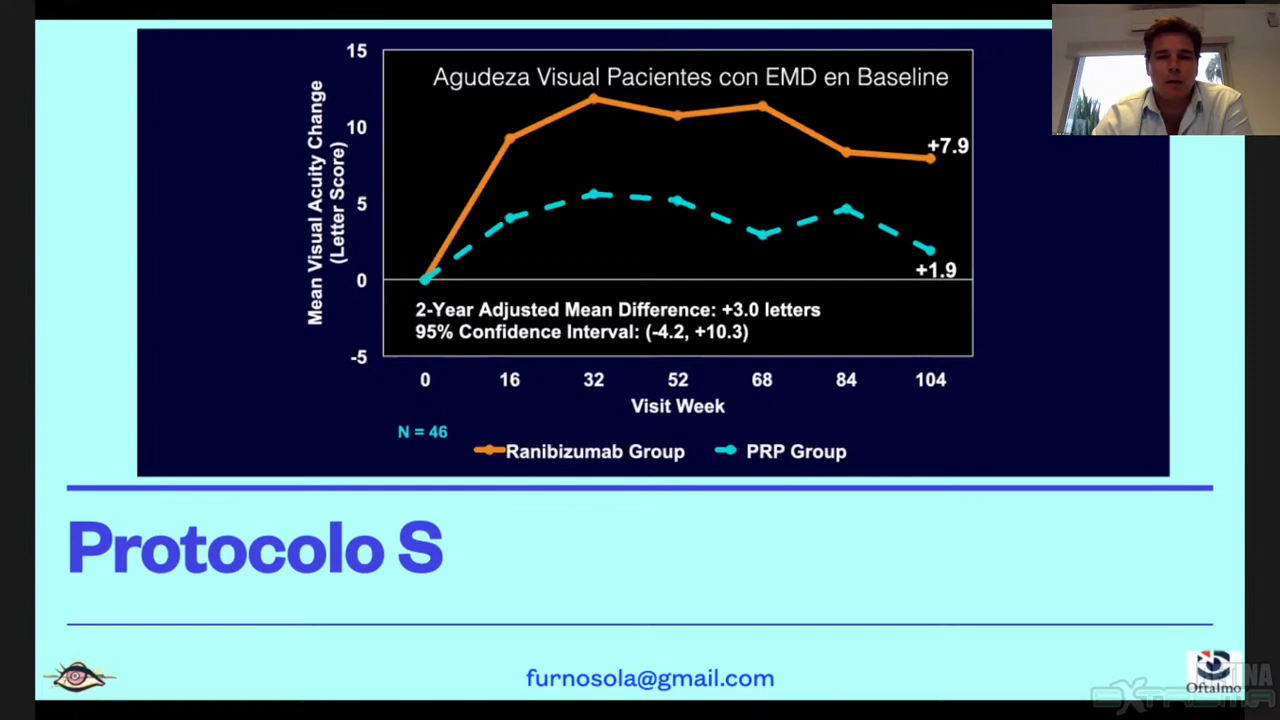 Agudeza Visual Pacientes con EMD en Baseline
Mean Visual Acuity Change
(Letter Score)
15
10
5
0
-5
+7.9
+1.9
2-Year Adjusted Mean Difference: +3.0 letters
95% Confidence Interval: (-4.2, +10.3)
0 16 32 52 68 84 104
Visit Week
N = 46
Ranibizumab Group PRP Group
Protocolo S
furnosola@gmail.com
Oftalmo
RETINA
EXTREMA